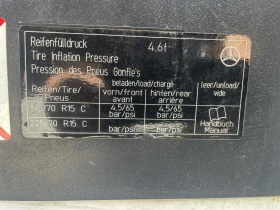 Reifenfülldruck 4,6t
Tire Inflation Pressure
Pression des Pneus Gonfle's
beladen/load/chargé leer/unload/vide
Reifen/Tire/Pneus vorn/front/avant hinten/rear/arrière
/70 R15 C 4,5/65 bar/psi 4,5/65 bar/psi
225/70 R15 C bar/psi bar/psi
Handbuch
Manual